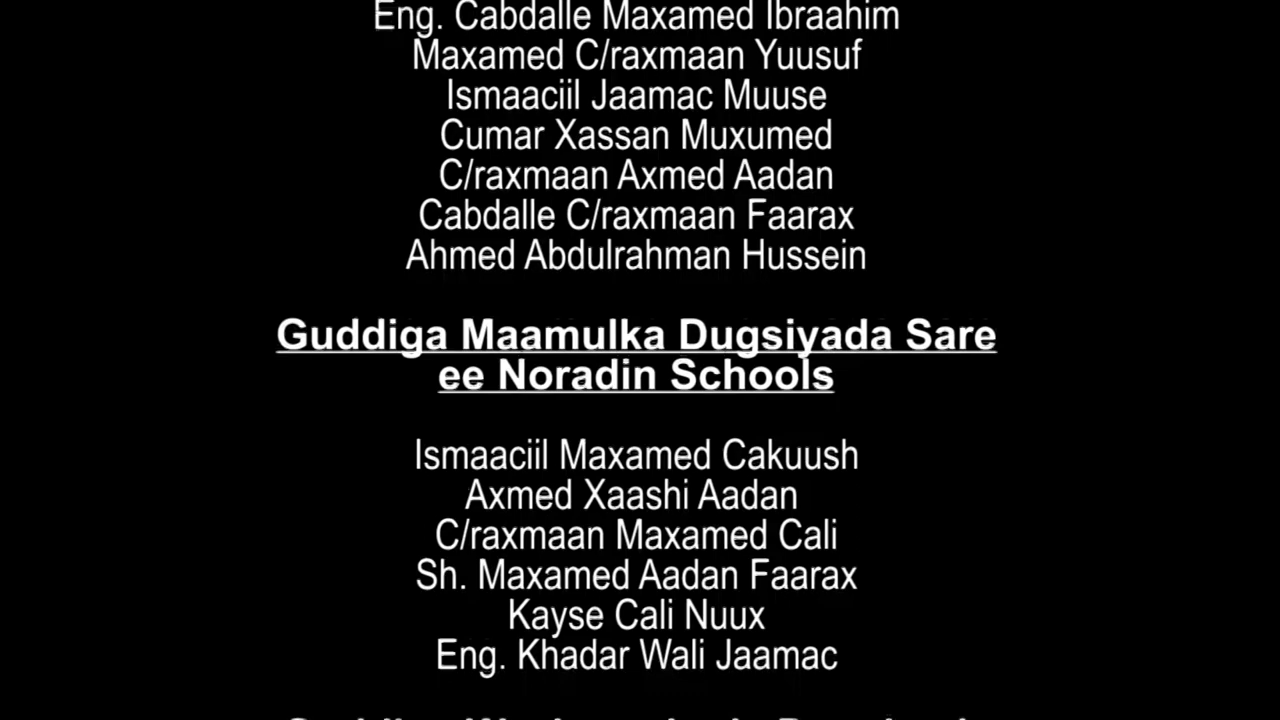 Eng. Cabdalle Maxamed Ibraahim
Maxamed C/raxmaan Yuusuf
Ismaaciil Jaamac Muuse
Cumar Xassan Muxumed
C/raxmaan Axmed Aadan
Cabdalle C/raxmaan Faarax
Ahmed Abdulrahman Hussein
Guddiga Maamulka Dugsiyada Sare
ee Noradin Schools
Ismaaciil Maxamed Cakuush
Axmed Xaashi Aadan
C/raxmaan Maxamed Cali
Sh. Maxamed Aadan Faarax
Kayse Cali Nuux
Eng. Khadar Wali Jaamac